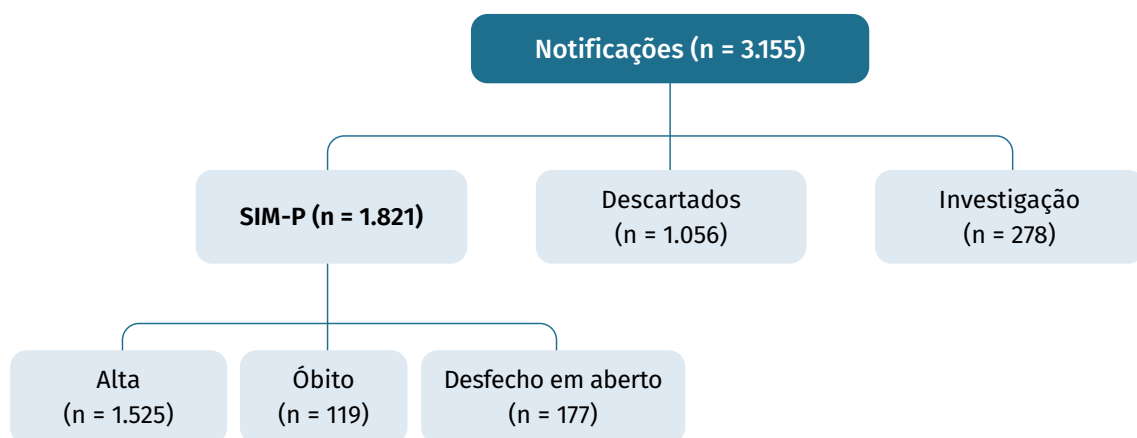 Notificações (n = 3.155)
SIM-P (n = 1.821)
Descartados
(n = 1.056)
Investigação
(n = 278)
Alta
(n = 1.525)
Óbito
(n = 119)
Desfecho em aberto
(n = 177)